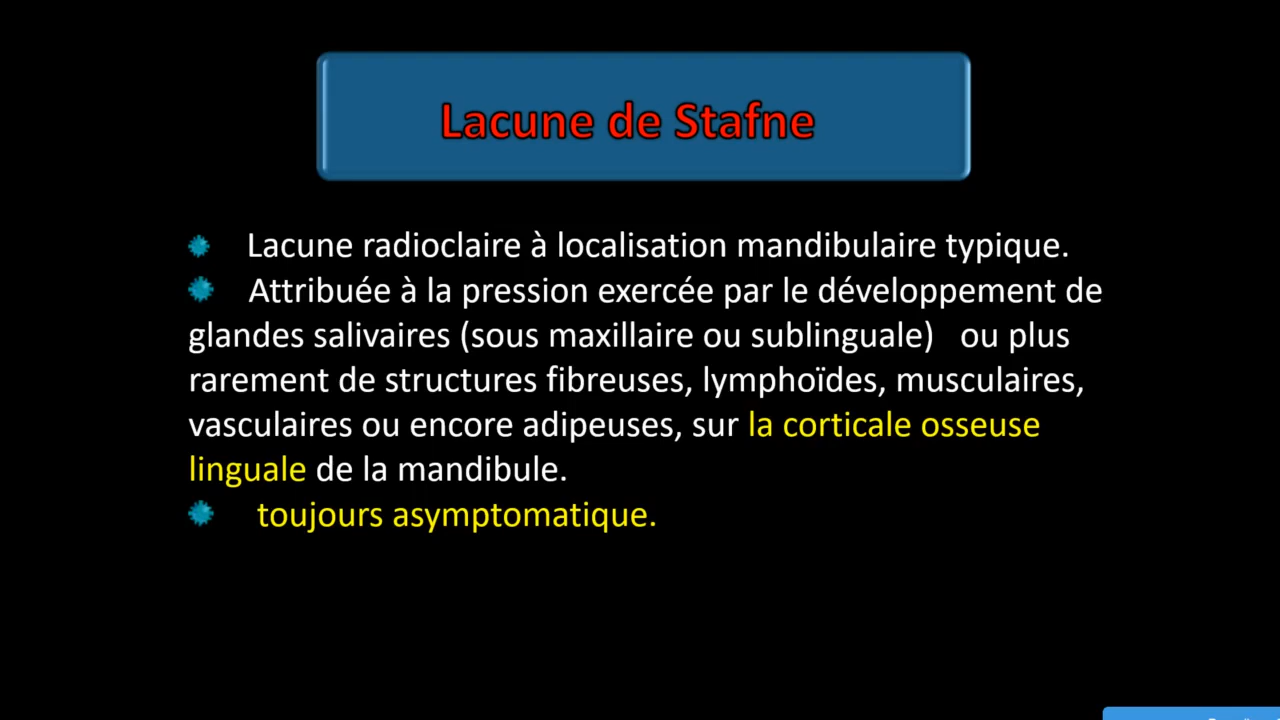 Lacune de Stafne
Lacune radioclaire à localisation mandibulaire typique.
Attribuée à la pression exercée par le développement de
glandes salivaires (sous maxillaire ou sublinguale) ou plus
rarement de structures fibreuses, lymphoïdes, musculaires,
vasculaires ou encore adipeuses, sur la corticale osseuse
linguale de la mandibule.
toujours asymptomatique.